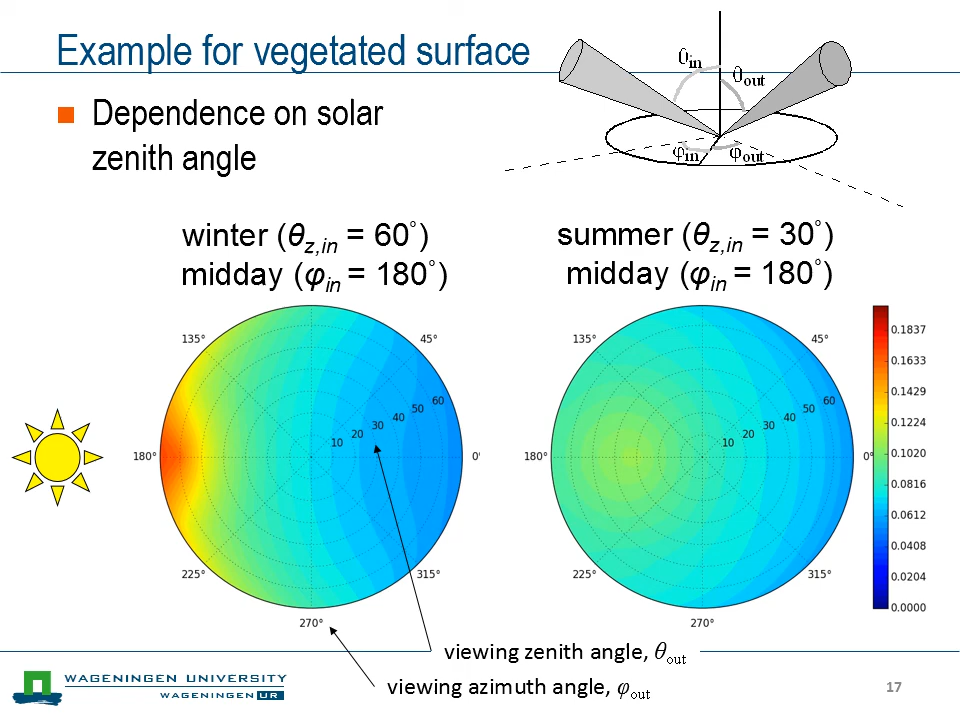 Example for vegetated surface
θin
θout
φin
φout
Dependence on solar
zenith angle
winter (θz,in = 60°)
midday (φin = 180°)
summer (θz,in = 30°)
midday (φin = 180°)
135°
45°
180°
10
20
30
40
50
60
0°
225°
315°
270°
135°
45°
180°
10
20
30
40
50
60
0°
225°
315°
270°
0.1837
0.1633
0.1429
0.1224
0.1020
0.0816
0.0612
0.0408
0.0204
0.0000
viewing zenith angle, θout
viewing azimuth angle, φout
WAGENINGEN UNIVERSITY
WAGENINGEN UR
17